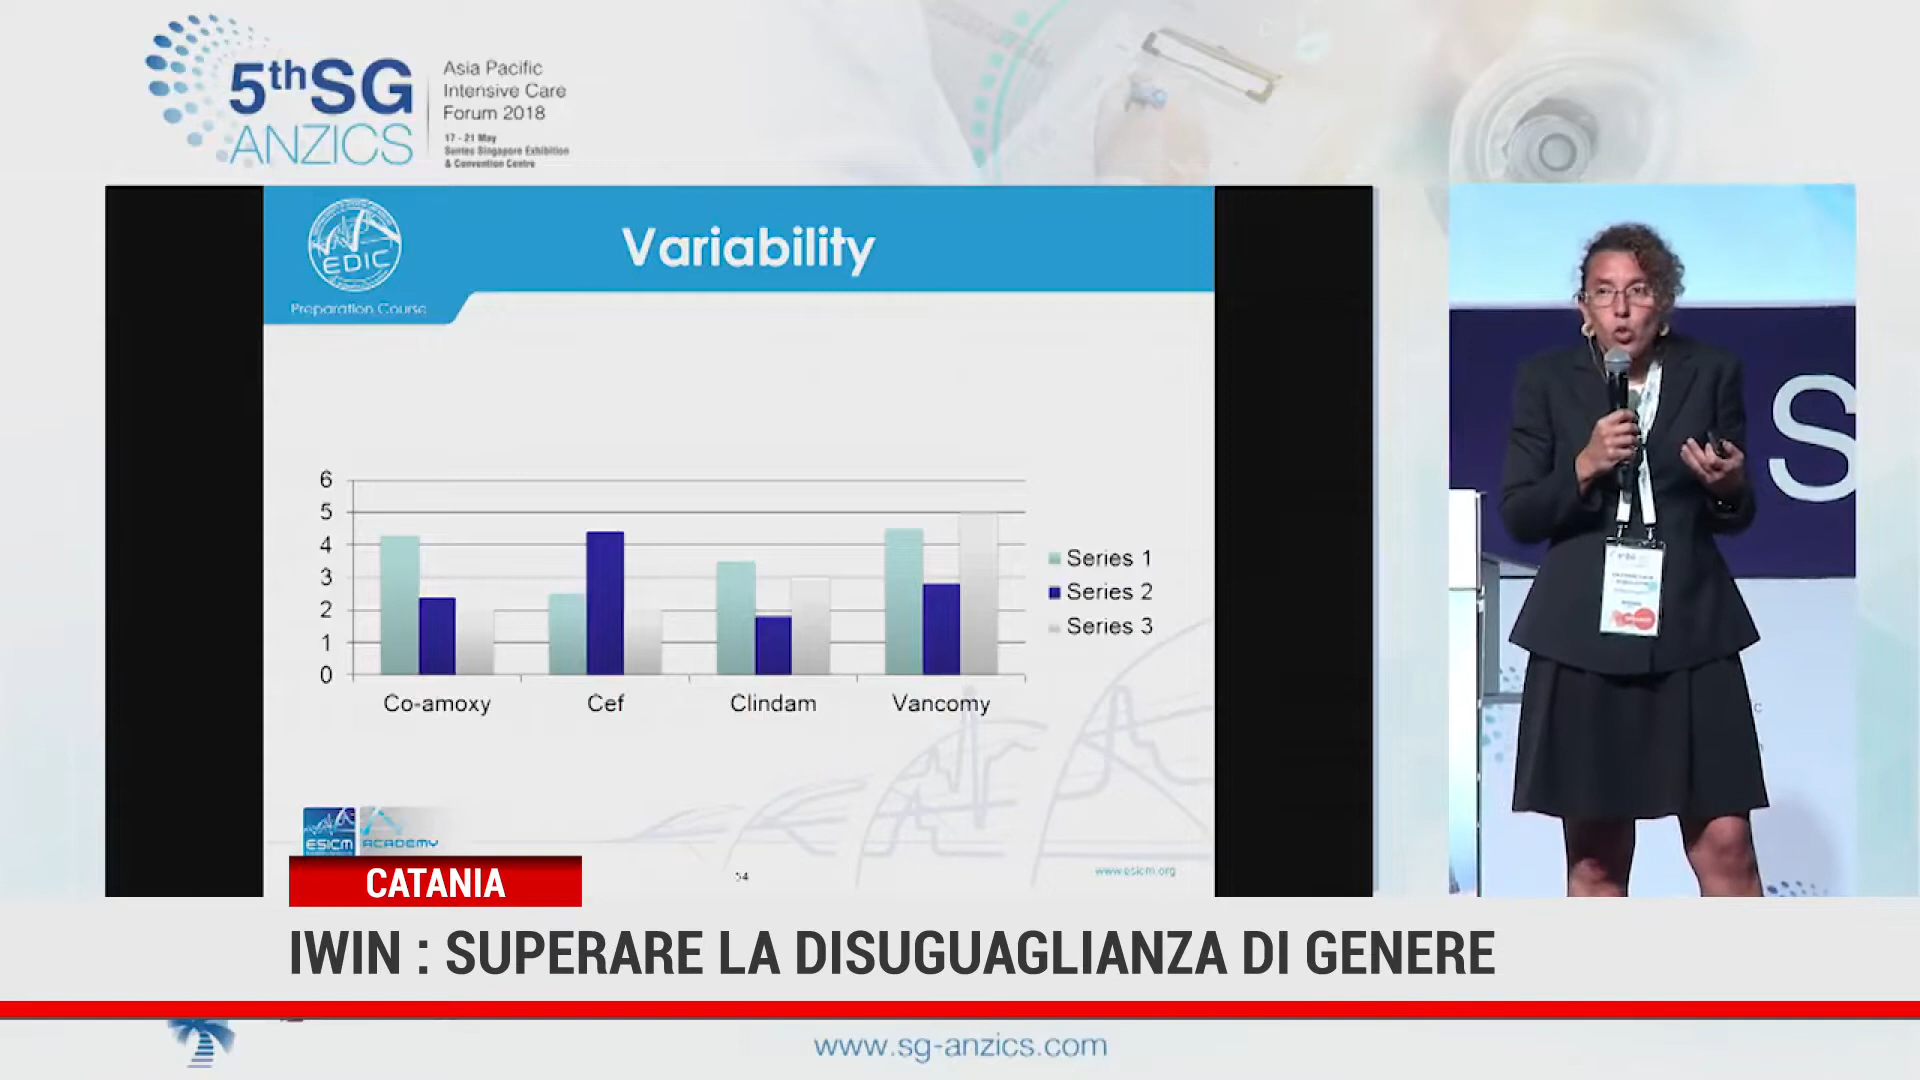 5thSG
ANZICS
Asia Pacific
Intensive Care
Forum 2018
17 - 21 May
Suntec Singapore Exhibition
& Convention Centre
EDIC
Preparation Course
Variability
6
5
4
3
2
1
0
Co-amoxy
Cef
Clindam
Vancomy
Series 1
Series 2
Series 3
ESICM
ACADEMY
www.esicm.org
S
CATANIA
IWIN : SUPERARE LA DISUGUAGLIANZA DI GENERE
www.sg-anzics.com